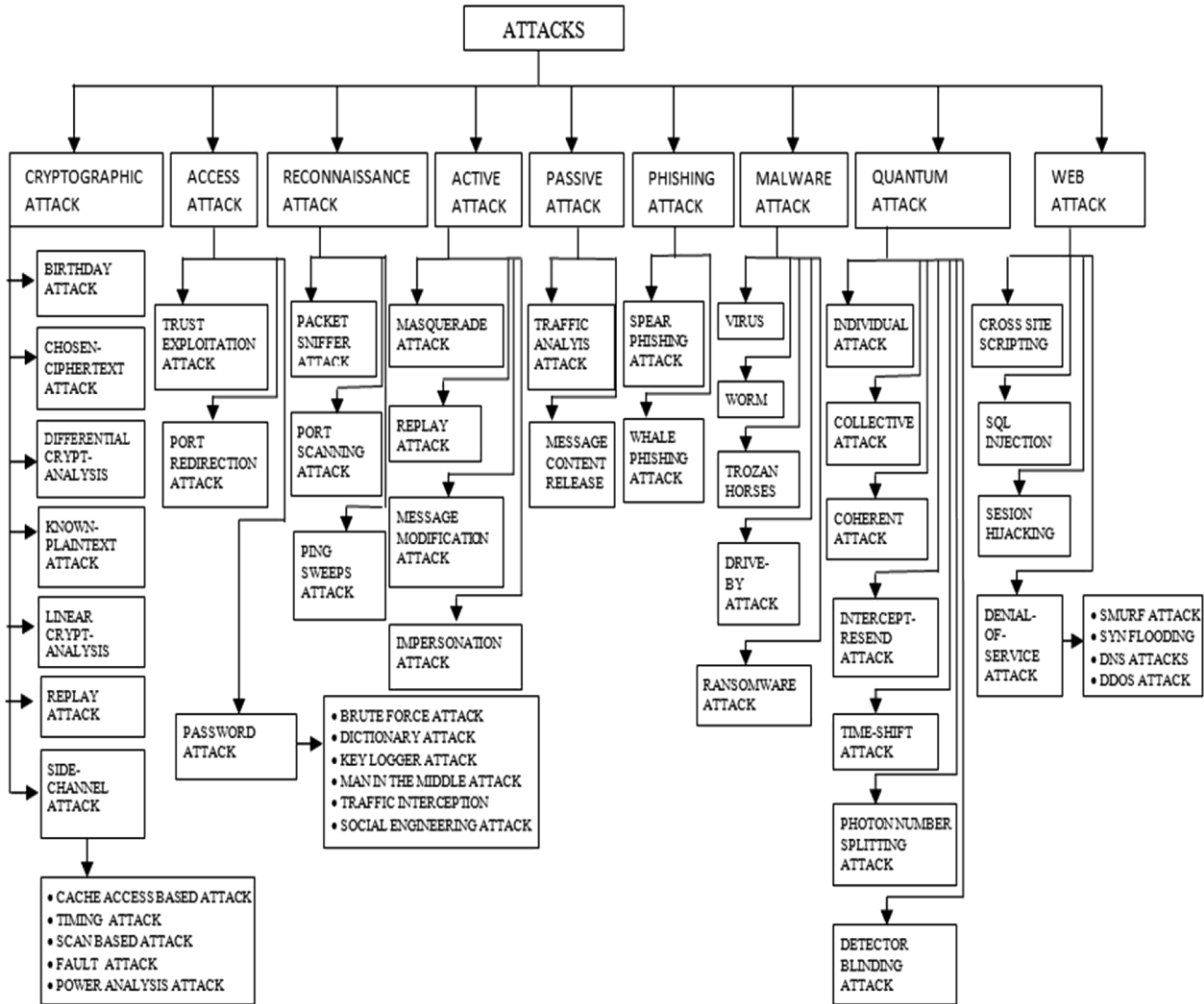 ATTACKS
CRYPTOGRAPHIC
ATTACK
ACCESS
ATTACK
RECONNAISSANCE
ATTACK
ACTIVE
ATTACK
PASSIVE
ATTACK
PHISHING
ATTACK
MALWARE
ATTACK
QUANTUM
ATTACK
WEB
ATTACK
BIRTHDAY
ATTACK
CHOSEN-
CIPHERTEXT
ATTACK
DIFFERENTIAL
CRYPT-
ANALYSIS
KNOWN-
PLAINTEXT
ATTACK
LINEAR
CRYPT-
ANALYSIS
REPLAY
ATTACK
SIDE-
CHANNEL
ATTACK
• CACHE ACCESS BASED ATTACK
• TIMING ATTACK
• SCAN BASED ATTACK
• FAULT ATTACK
• POWER ANALYSIS ATTACK
TRUST
EXPLOITATION
ATTACK
PORT
REDIRECTION
ATTACK
PASSWORD
ATTACK
• BRUTE FORCE ATTACK
• DICTIONARY ATTACK
• KEY LOGGER ATTACK
• MAN IN THE MIDDLE ATTACK
• TRAFFIC INTERCEPTION
• SOCIAL ENGINEERING ATTACK
PACKET
SNIFFER
ATTACK
PORT
SCANNING
ATTACK
PING
SWEEPS
ATTACK
MASQUERADE
ATTACK
REPLAY
ATTACK
MESSAGE
MODIFICATION
ATTACK
IMPERSONATION
ATTACK
TRAFFIC
ANALYIS
ATTACK
MESSAGE
CONTENT
RELEASE
SPEAR
PHISHING
ATTACK
WHALE
PHISHING
ATTACK
VIRUS
WORM
TROZAN
HORSES
DRIVE-
BY ATTACK
RANSOMWARE
ATTACK
INDIVIDUAL
ATTACK
COLLECTIVE
ATTACK
COHERENT
ATTACK
INTERCEPT-
RESEND
ATTACK
TIME-SHIFT
ATTACK
PHOTON NUMBER
SPLITTING
ATTACK
DETECTOR
BLINDING
ATTACK
CROSS SITE
SCRIPTING
SQL
INJECTION
SESION
HIJACKING
DENIAL-
OF-
SERVICE
ATTACK
• SMURF ATTACK
• SYN FLOODING
• DNS ATTACKS
• DDOS ATTACK